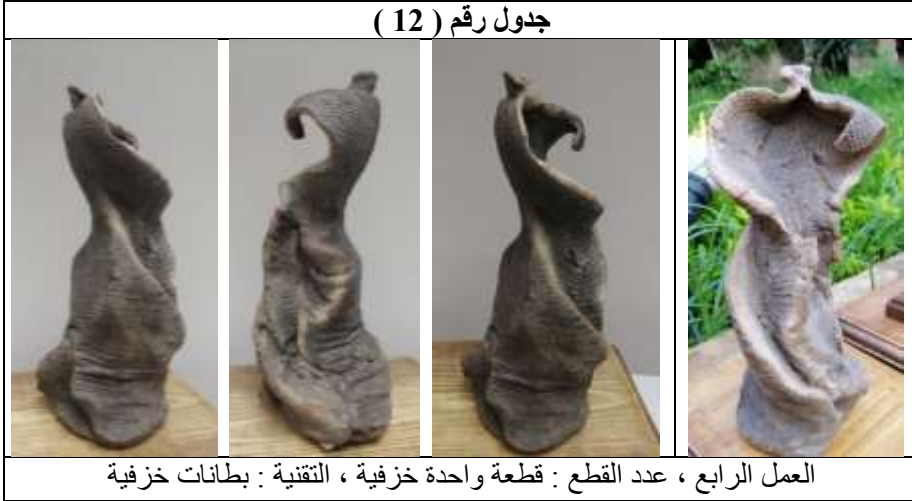 جدول رقم ( 12 )
العمل الرابع ، عدد القطع : قطعة واحدة خزفية ، التقنية : بطانات خزفية